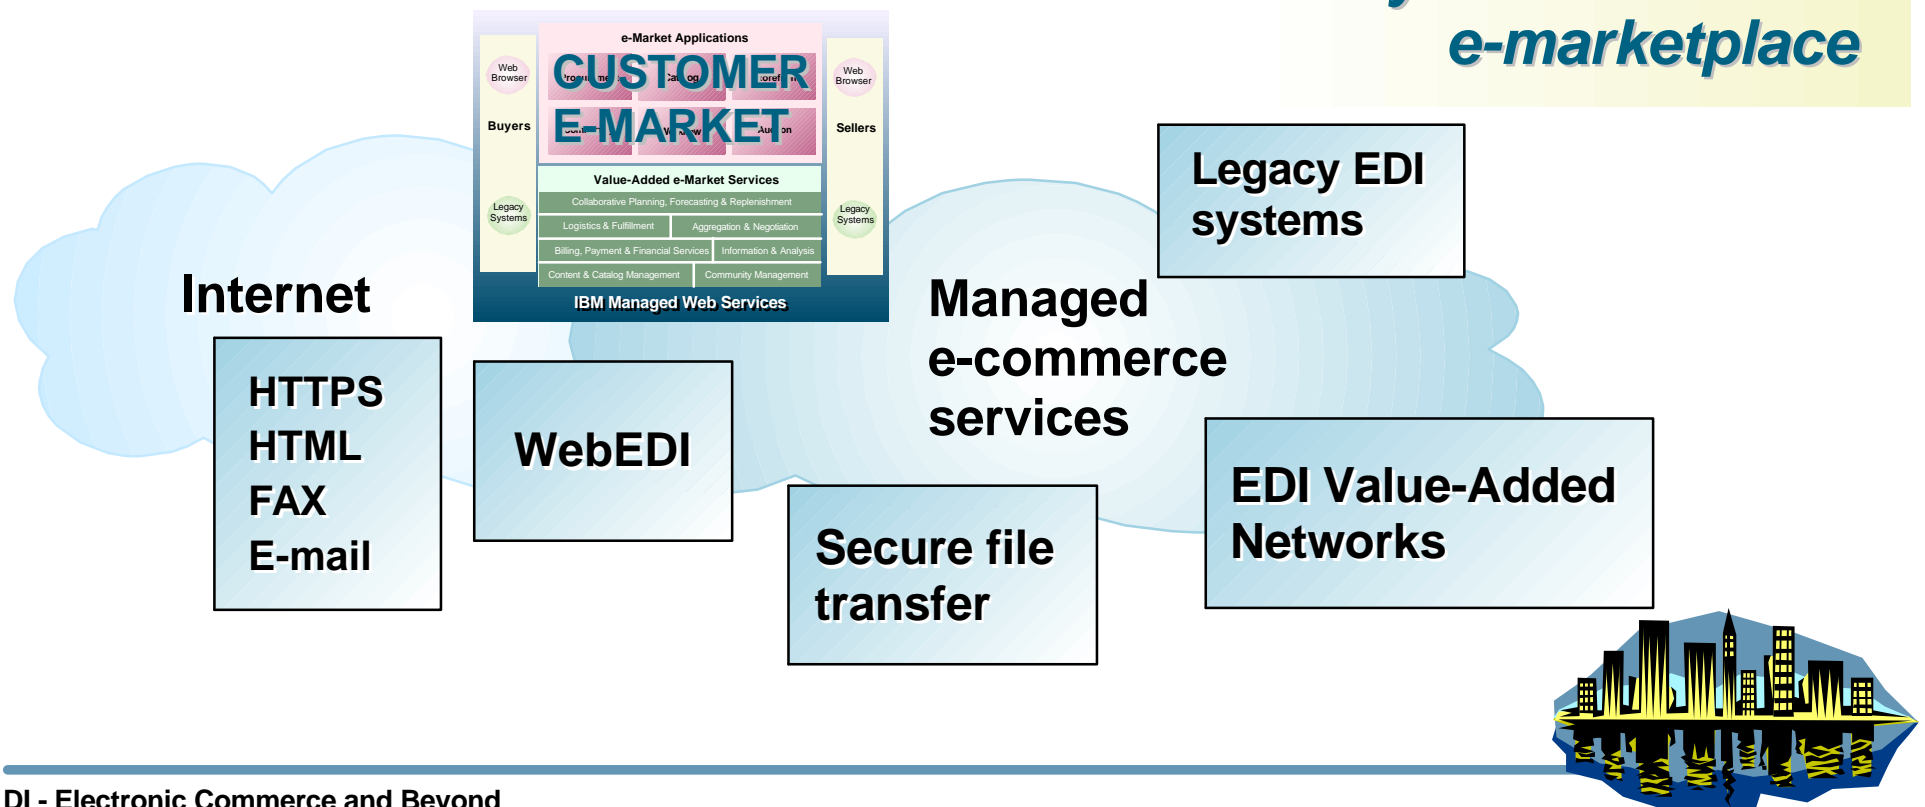 e-marketplace
e-Market Applications
CUSTOMER
E-MARKET
Auction
Web
Browser
Buyers
Legacy
Systems
Web
Browser
Sellers
Legacy
Systems
Value-Added e-Market Services
Collaborative Planning, Forecasting & Replenishment
Logistics & Fulfillment
Aggregation & Negotiation
Billing, Payment & Financial Services
Information & Analysis
Content & Catalog Management
Community Management
IBM Managed Web Services
Internet
HTTPS
HTML
FAX
E-mail
WebEDI
Managed
e-commerce
services
Secure file
transfer
Legacy EDI
systems
EDI Value-Added
Networks
DI - Electronic Commerce and Beyond